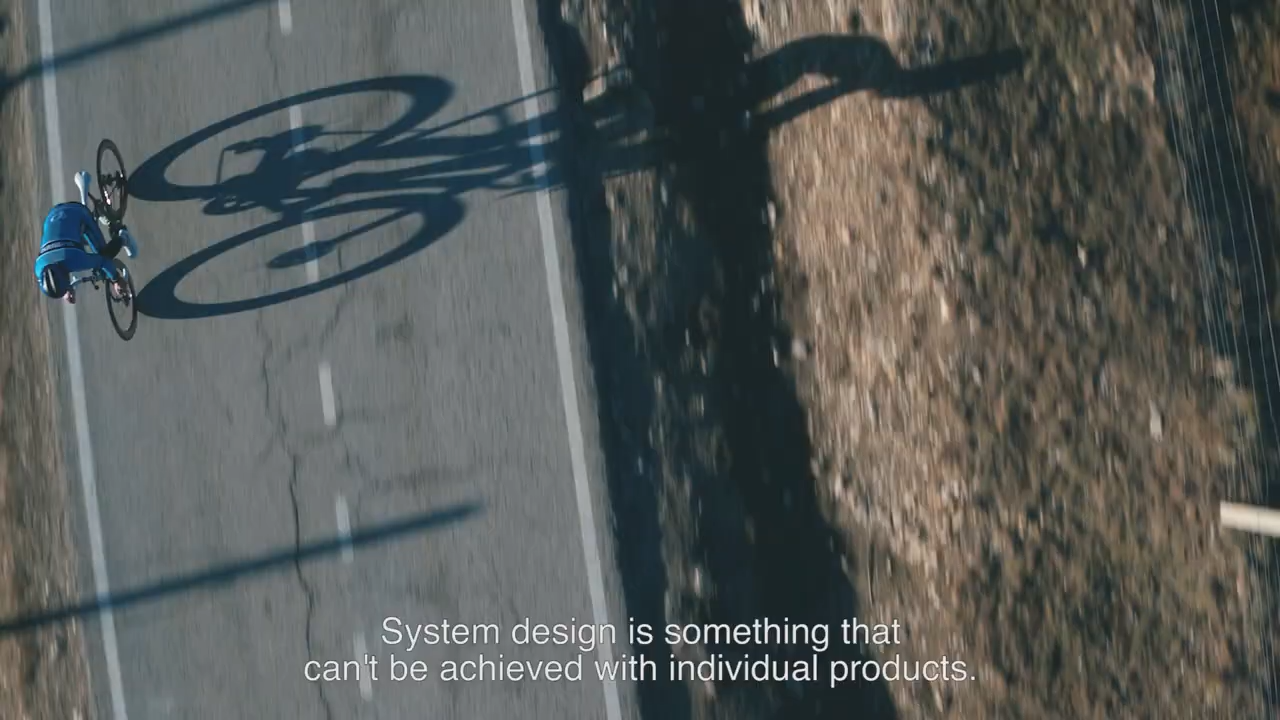 System design is something that
can't be achieved with individual products.